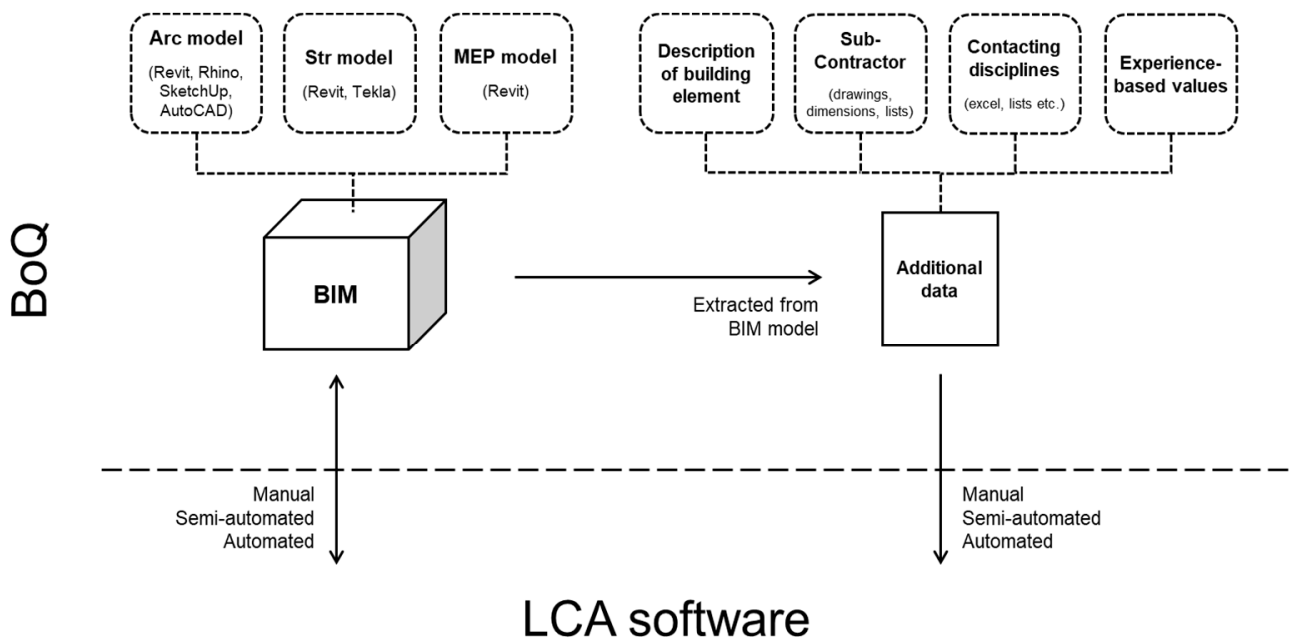 Arc model
(Revit, Rhino,
SketchUp,
AutoCAD)
Str model
(Revit, Tekla)
MEP model
(Revit)
Description
of building
element
Sub-
Contractor
(drawings,
dimensions, lists)
Contacting
disciplines
(excel, lists etc.)
Experience-
based values
BoQ
BIM
Extracted from
BIM model
Additional
data
Manual
Semi-automated
Automated
Manual
Semi-automated
Automated
LCA software